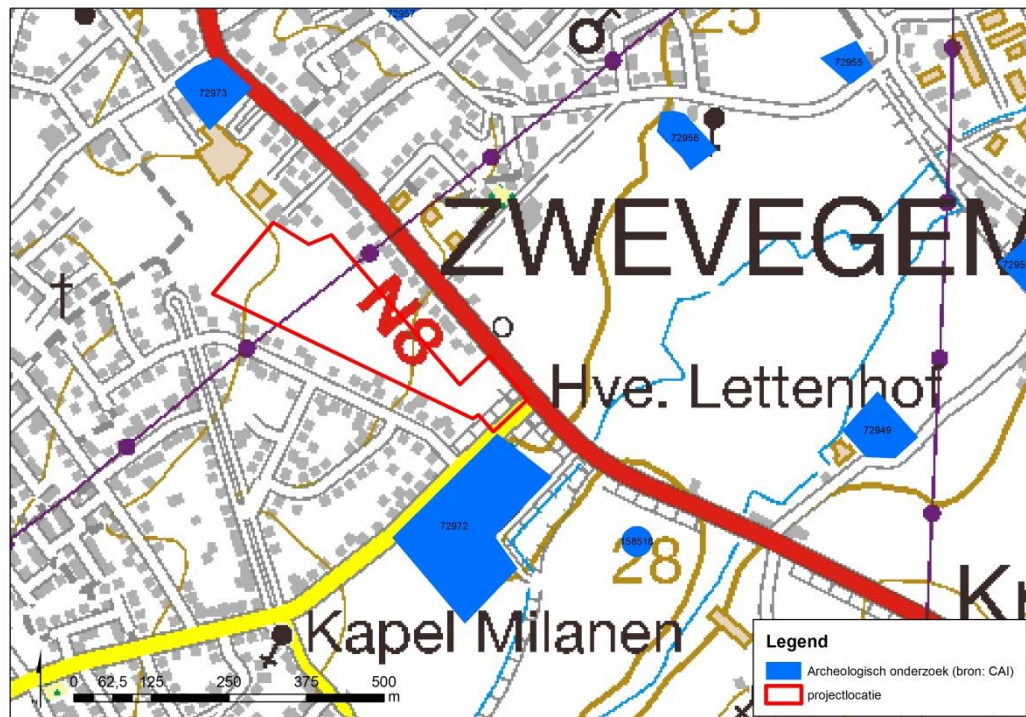 72957
25
72955
72973
72956
ZWEVEGEM
N8
Hve. Lettenhof
72949
72972
158518
28
Kapel Milanen
Legend
Archeologisch onderzoek (bron: CAI)
projectlocatie
0 62,5 125 250 375 500
m